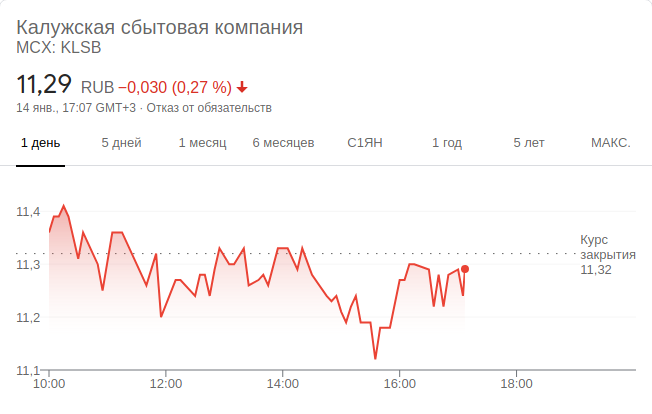 Калужская сбытовая компания
MCX: KLSB
11,29 RUB −0,030 (0,27 %)
14 янв., 17:07 GMT+3 · Отказ от обязательств
1 день 5 дней 1 месяц 6 месяцев С1ЯН 1 год 5 лет МАКС.
11,4
Курс
закрытия
11,3
11,32
11,2
11,1
10:00 12:00 14:00 16:00 18:00